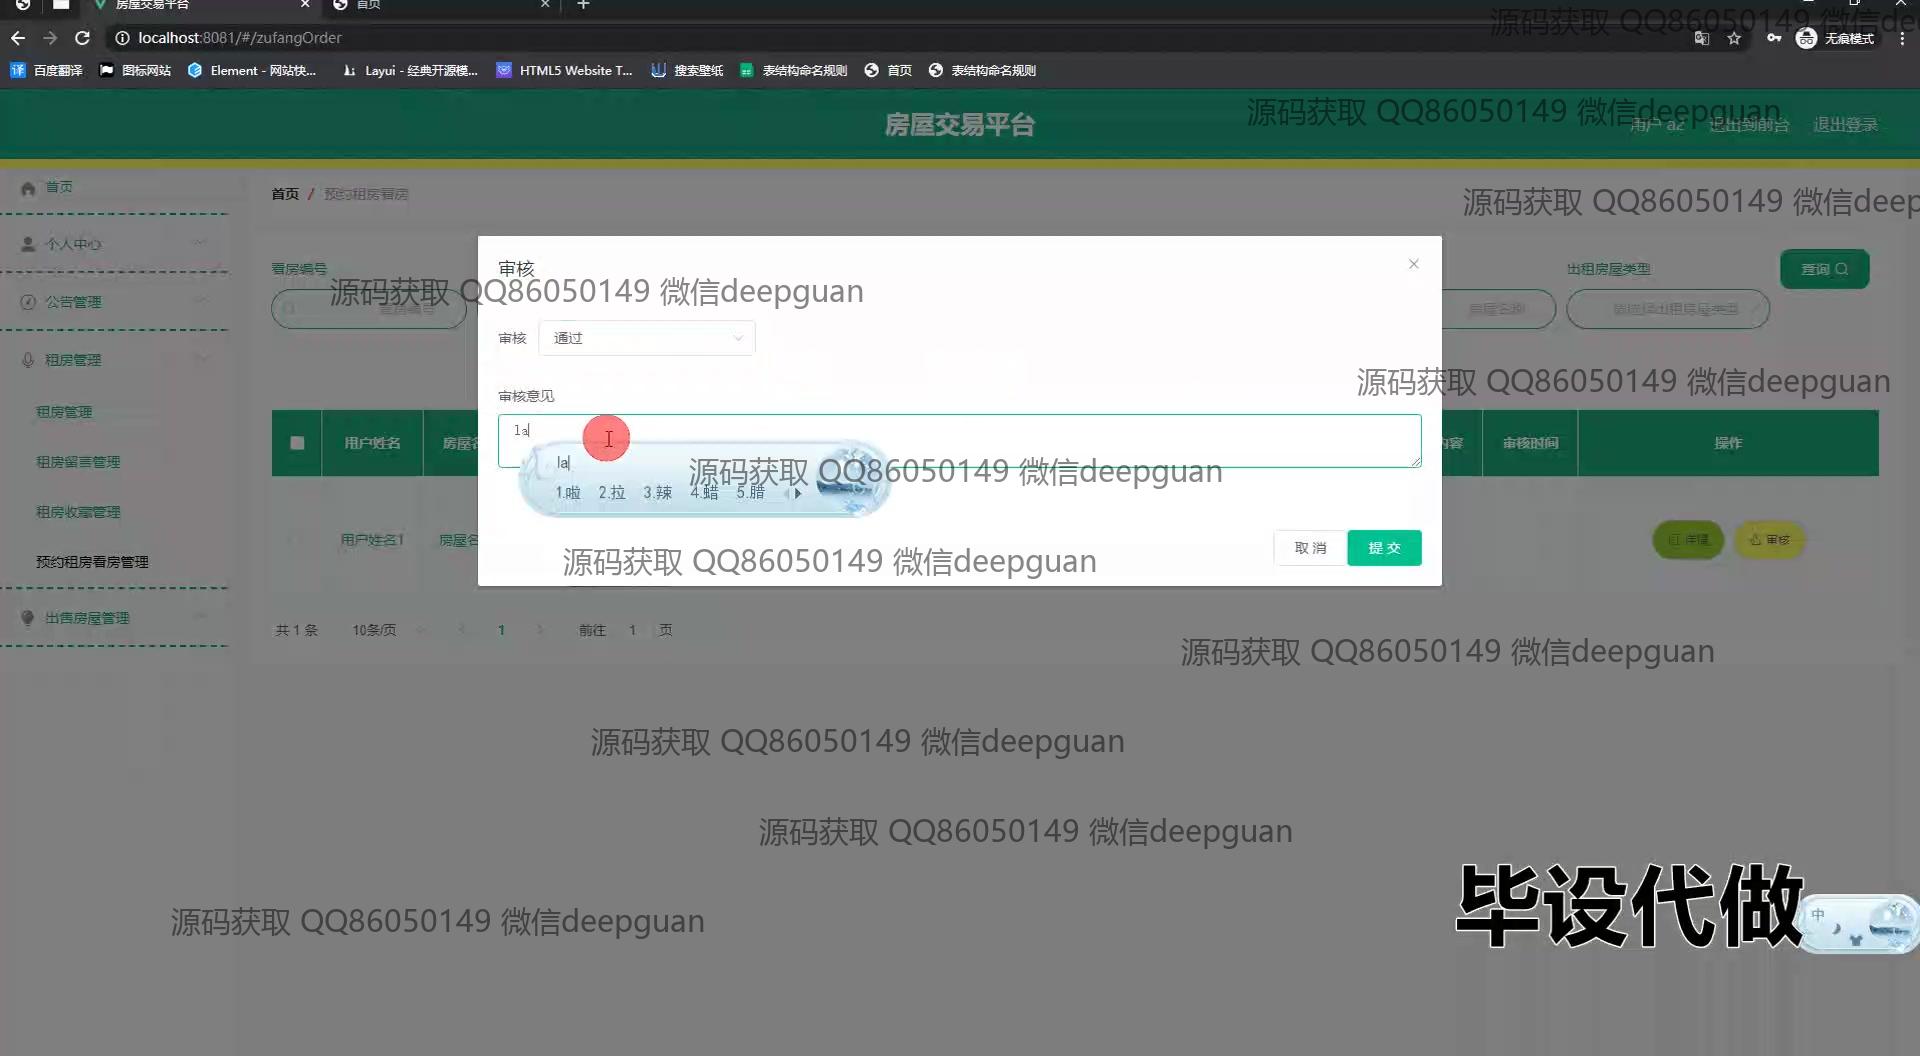 房屋交易平台
首页
localhost:8081/#/zufangOrder
无痕模式
百度翻译
图标网站
Element - 网站快...
Layui - 经典开源模...
HTML5 Website T...
搜索壁纸
表结构命名规则
首页
表结构命名规则
房屋交易平台
用户 a2
退出到前台
退出登录
首页
个人中心
公告管理
租房管理
租房管理
租房留言管理
租房收藏管理
预约租房看房管理
出售房屋管理
首页 / 预约租房看房
看房编号
房屋名称
出租房屋类型
请选择出租房屋类型
查询
用户姓名
审核时间
操作
用户姓名1
详情
审核
共 1 条
10条/页
1
前往 1 页
审核
审核 通过
审核意见
la
la
1.啦 2.拉 3.辣 4.蜡 5.腊
取 消
提 交
源码获取 QQ86050149 微信de
源码获取 QQ86050149 微信deepguan
源码获取 QQ86050149 微信deep
源码获取 QQ86050149 微信deepguan
源码获取 QQ86050149 微信deepguan
源码获取 QQ86050149 微信deepguan
源码获取 QQ86050149 微信deepguan
源码获取 QQ86050149 微信deepguan
源码获取 QQ86050149 微信deepguan
源码获取 QQ86050149 微信deepguan
源码获取 QQ86050149 微信deepguan
毕设代做
中